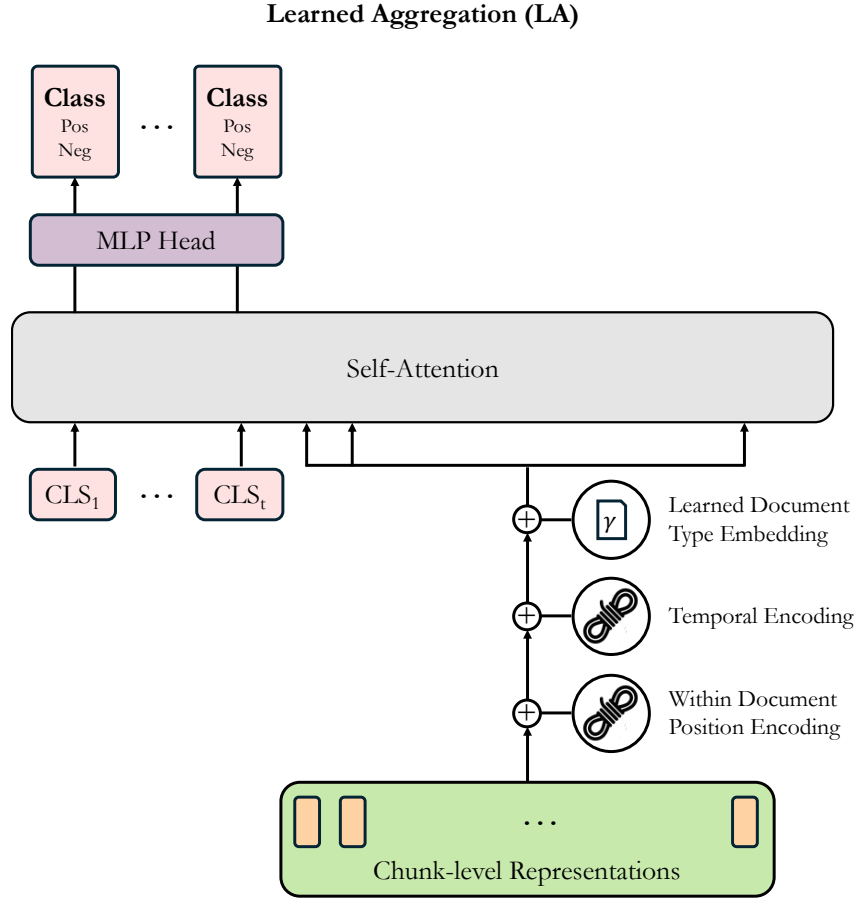 Learned Aggregation (LA)
Class
Pos
Neg
...
Class
Pos
Neg
MLP Head
Self-Attention
CLS1
...
CLSt
γ
Learned Document
Type Embedding
+
Temporal Encoding
+
Within Document
Position Encoding
+
...
Chunk-level Representations